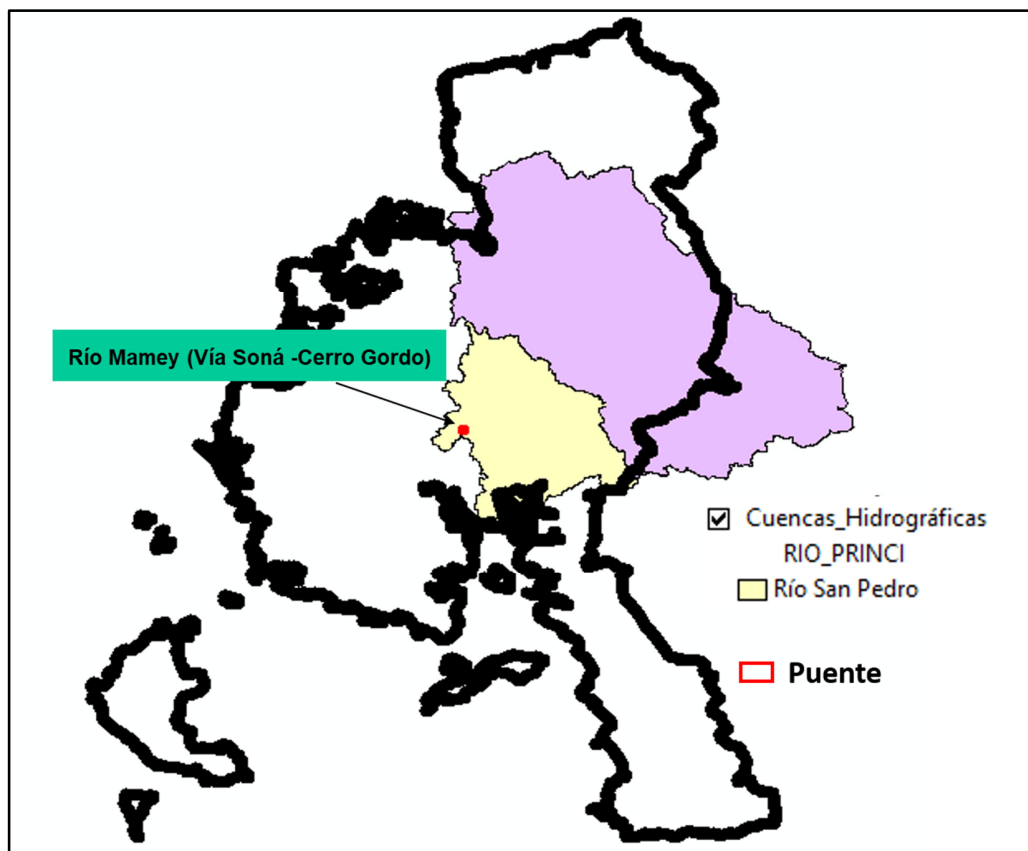 Río Mamey (Vía Soná -Cerro Gordo)
Cuencas_Hidrográficas
RIO_PRINCI
Río San Pedro
Puente